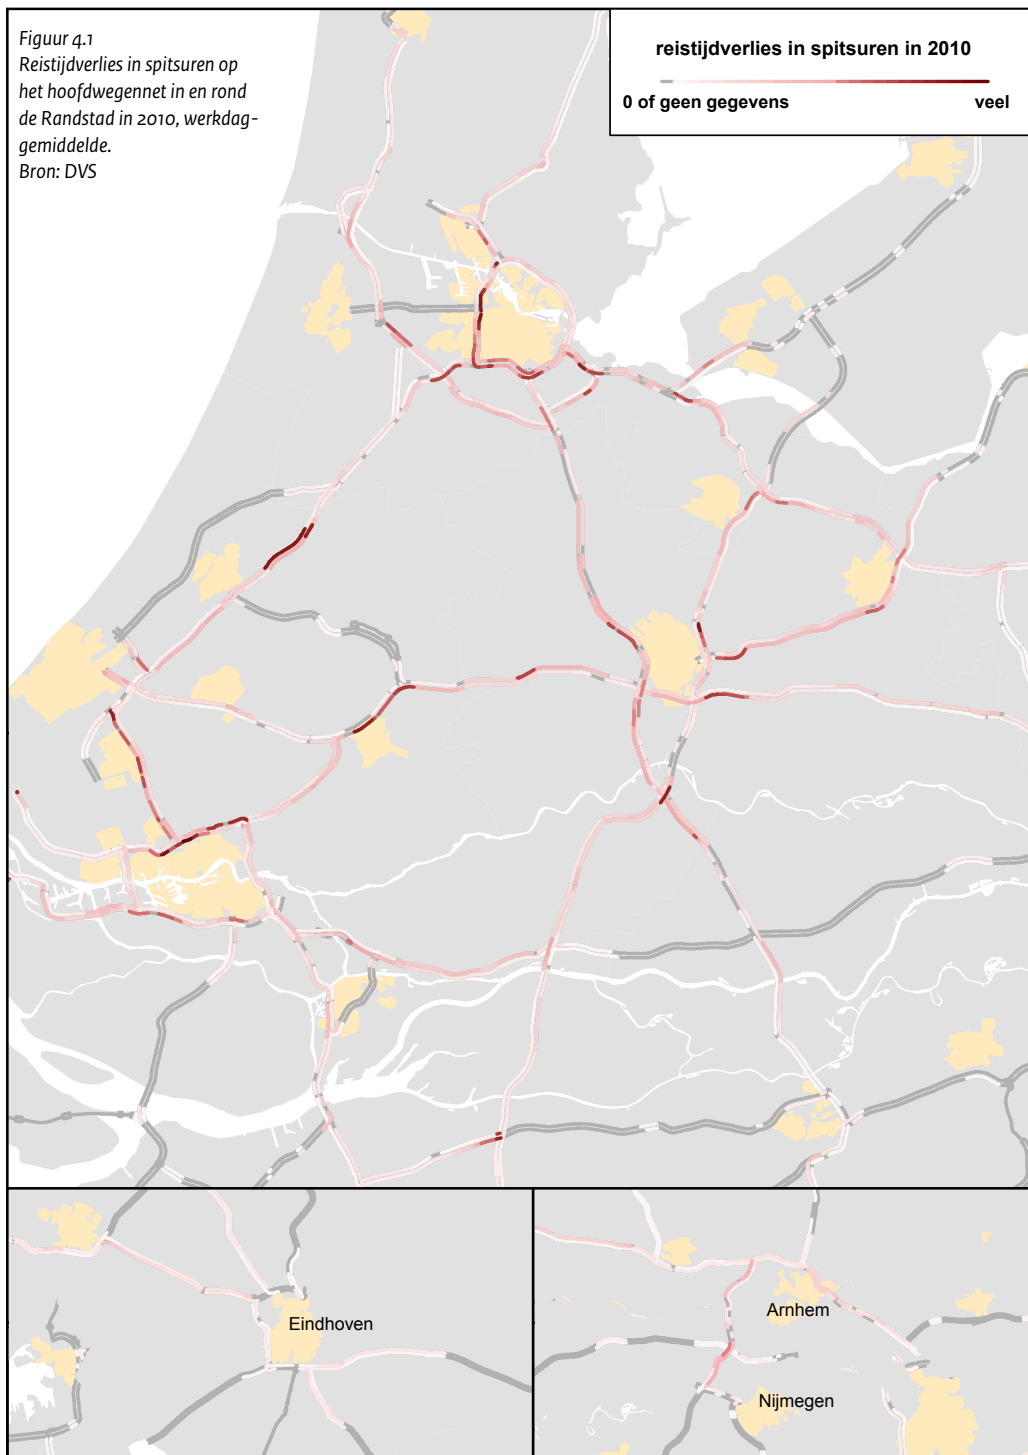 Figuur 4.1
Reistijdverlies in spitsuren op
het hoofdwegennet in en rond
de Randstad in 2010, werkdag-
gemiddelde.
Bron: DVS
reistijdverlies in spitsuren in 2010
0 of geen gegevens veel
Eindhoven
Arnhem
Nijmegen